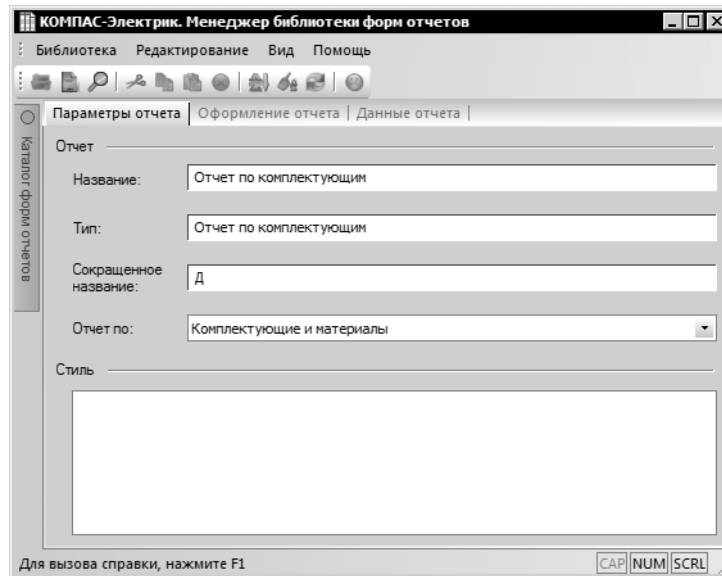 КОМПАС-Электрик. Менеджер библиотеки форм отчетов
Библиотека Редактирование Вид Помощь
Параметры отчета Оформление отчета Данные отчета
Каталог форм отчетов
Отчет
Название: Отчет по комплектующим
Тип: Отчет по комплектующим
Сокращенное
название: Д
Отчет по: Комплектующие и материалы
Стиль
Для вызова справки, нажмите F1 CAP NUM SCRL